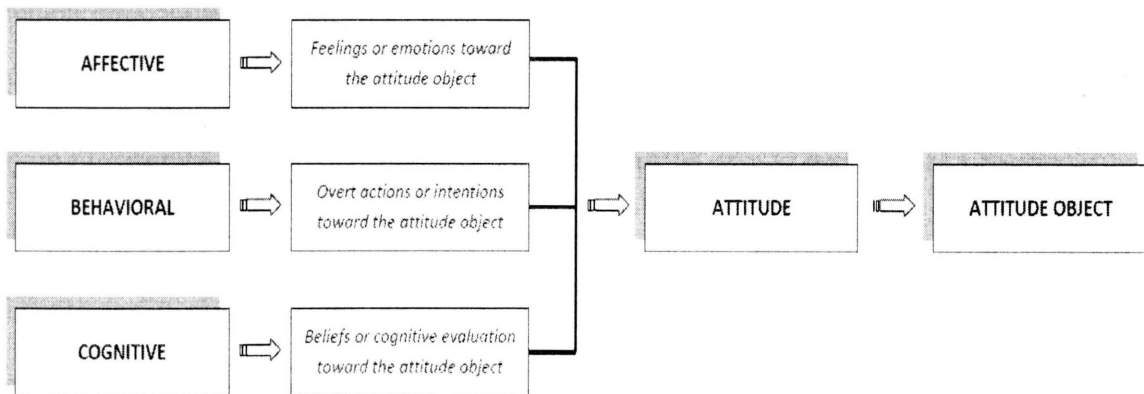 AFFECTIVE
Feelings or emotions toward
the attitude object
BEHAVIORAL
Overt actions or intentions
toward the attitude object
ATTITUDE
ATTITUDE OBJECT
COGNITIVE
Beliefs or cognitive evaluation
toward the attitude object